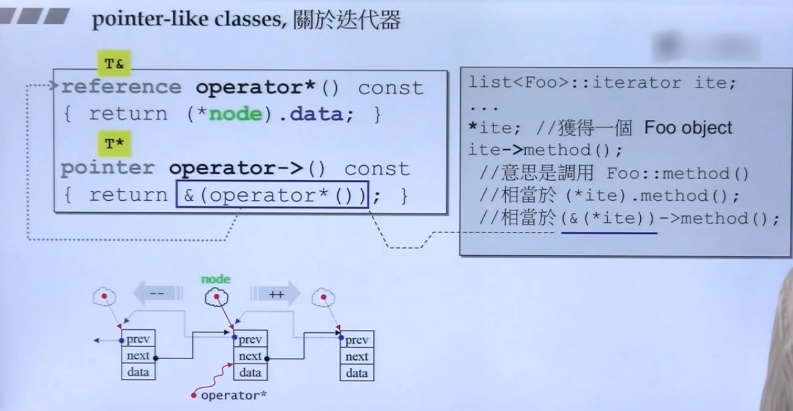 pointer-like classes, 關於迭代器
T&
reference operator*() const
{ return (*node).data; }
T*
pointer operator->() const
{ return &(operator*()); }
list<Foo>::iterator ite;
...
*ite; //獲得一個 Foo object
ite->method();
//意思是調用 Foo::method()
//相當於 (*ite).method();
//相當於 (&(*ite))->method();
node
--
++
prev
next
data
prev
next
data
prev
next
data
operator*